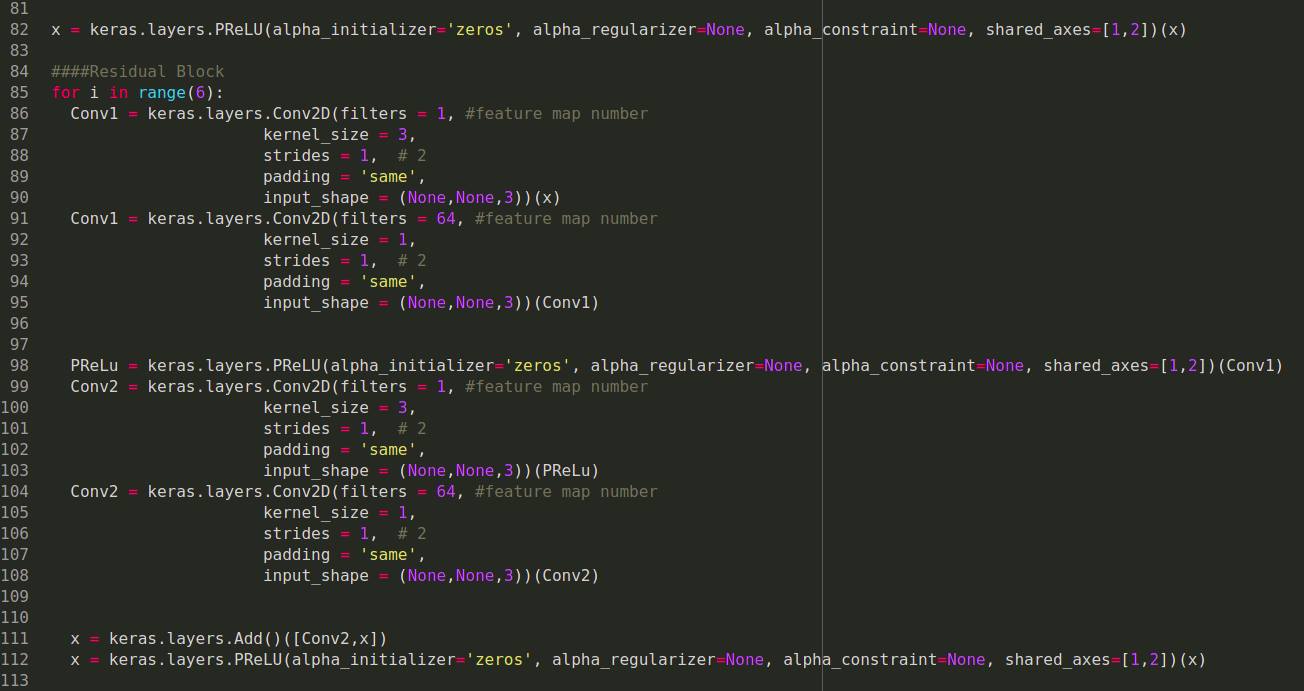 81
82 x = keras.layers.PReLU(alpha_initializer='zeros', alpha_regularizer=None, alpha_constraint=None, shared_axes=[1,2])(x)
83
84 ####Residual Block
85 for i in range(6):
86   Conv1 = keras.layers.Conv2D(filters = 1, #feature map number
87                       kernel_size = 3,
88                       strides = 1,  # 2
89                       padding = 'same',
90                       input_shape = (None,None,3))(x)
91   Conv1 = keras.layers.Conv2D(filters = 64, #feature map number
92                       kernel_size = 1,
93                       strides = 1,  # 2
94                       padding = 'same',
95                       input_shape = (None,None,3))(Conv1)
96
97
98   PReLu = keras.layers.PReLU(alpha_initializer='zeros', alpha_regularizer=None, alpha_constraint=None, shared_axes=[1,2])(Conv1)
99   Conv2 = keras.layers.Conv2D(filters = 1, #feature map number
100                       kernel_size = 3,
101                       strides = 1,  # 2
102                       padding = 'same',
103                       input_shape = (None,None,3))(PReLu)
104   Conv2 = keras.layers.Conv2D(filters = 64, #feature map number
105                       kernel_size = 1,
106                       strides = 1,  # 2
107                       padding = 'same',
108                       input_shape = (None,None,3))(Conv2)
109
110
111   x = keras.layers.Add()([Conv2,x])
112   x = keras.layers.PReLU(alpha_initializer='zeros', alpha_regularizer=None, alpha_constraint=None, shared_axes=[1,2])(x)
113